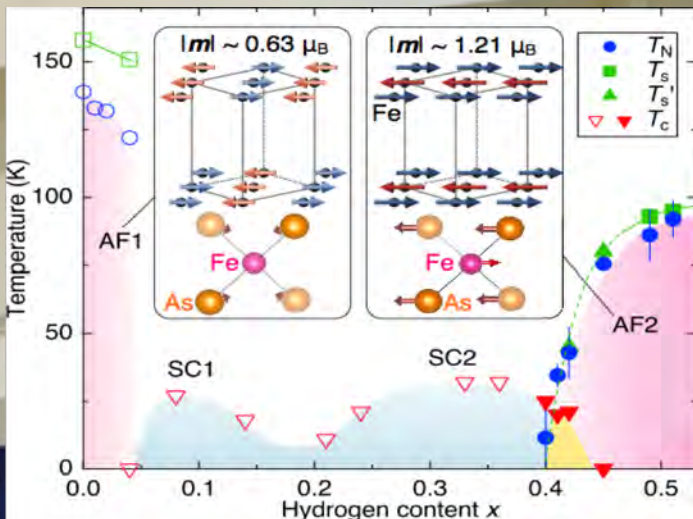 |m| ~ 0.63 μB
|m| ~ 1.21 μB
TN
Ts
Ts'
Tc
Fe
AF1
Fe
As
Fe
As
AF2
SC1
SC2
150
100
50
0
Temperature (K)
0.0 0.1 0.2 0.3 0.4 0.5
Hydrogen content x